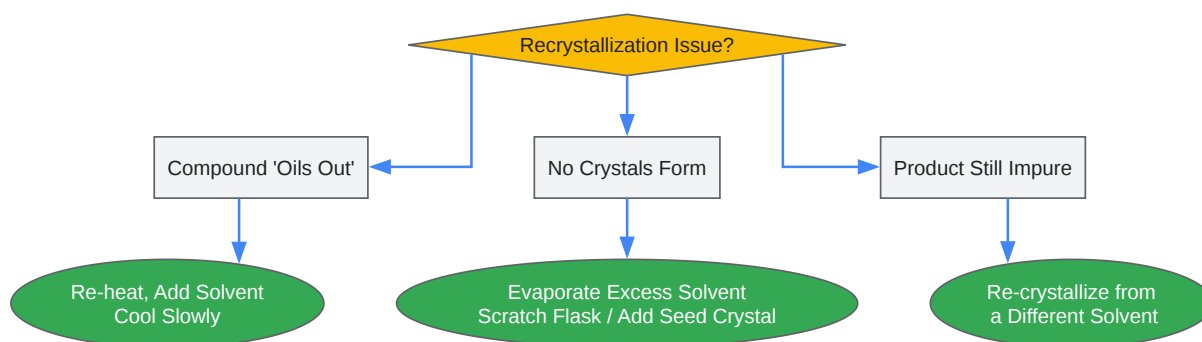 Recrystallization Issue?
Compound 'Oils Out'
No Crystals Form
Product Still Impure
Re-heat, Add Solvent
Cool Slowly
Evaporate Excess Solvent
Scratch Flask / Add Seed Crystal
Re-crystallize from
a Different Solvent